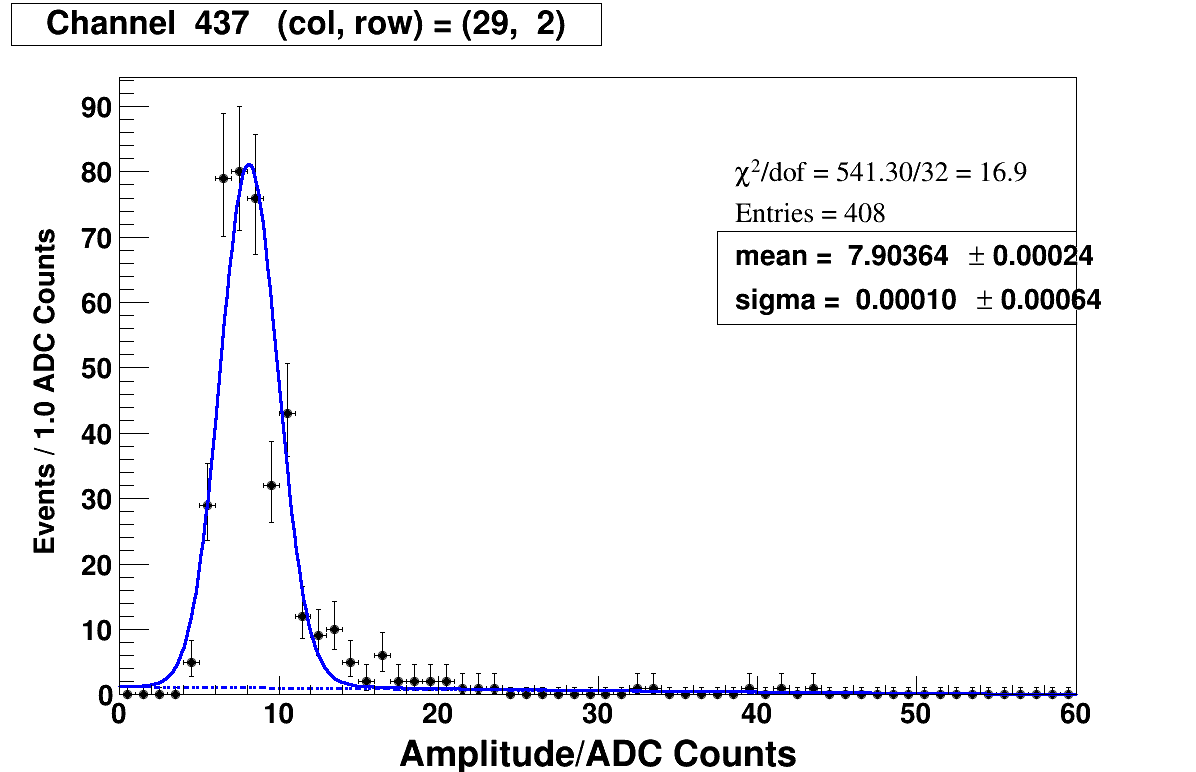 Channel 437 (col, row) = (29, 2)
90
80
70
60
50
40
30
20
10
0
Events / 1.0 ADC Counts
χ²/dof = 541.30/32 = 16.9
Entries = 408
mean = 7.90364 ± 0.00024
sigma = 0.00010 ± 0.00064
0 10 20 30 40 50 60
Amplitude/ADC Counts